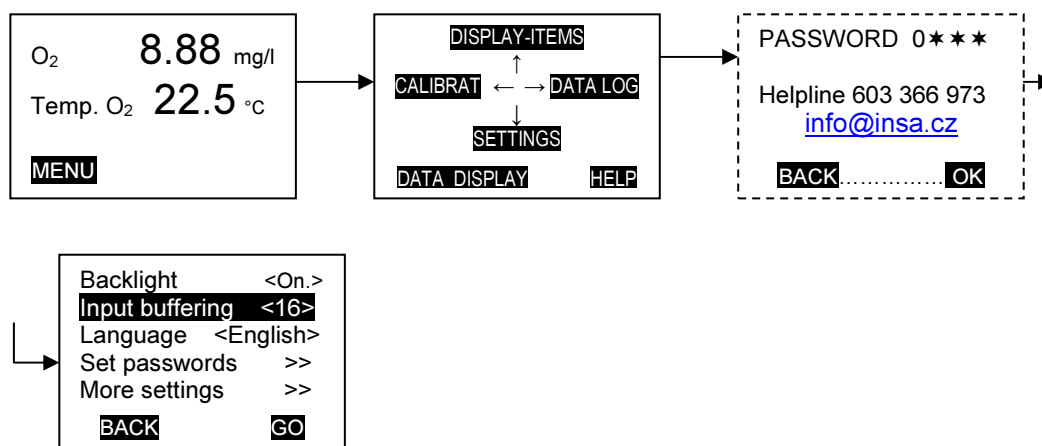 O₂ 8.88 mg/l
Temp. O₂ 22.5 °C
MENU
DISPLAY-ITEMS
↑
CALIBRAT ← → DATA LOG
↓
SETTINGS
DATA DISPLAY HELP
PASSWORD 0✶✶✶
Helpline 603 366 973
info@insa.cz
BACK……………OK
Backlight <On.>
Input buffering <16>
Language <English>
Set passwords >>
More settings >>
BACK GO